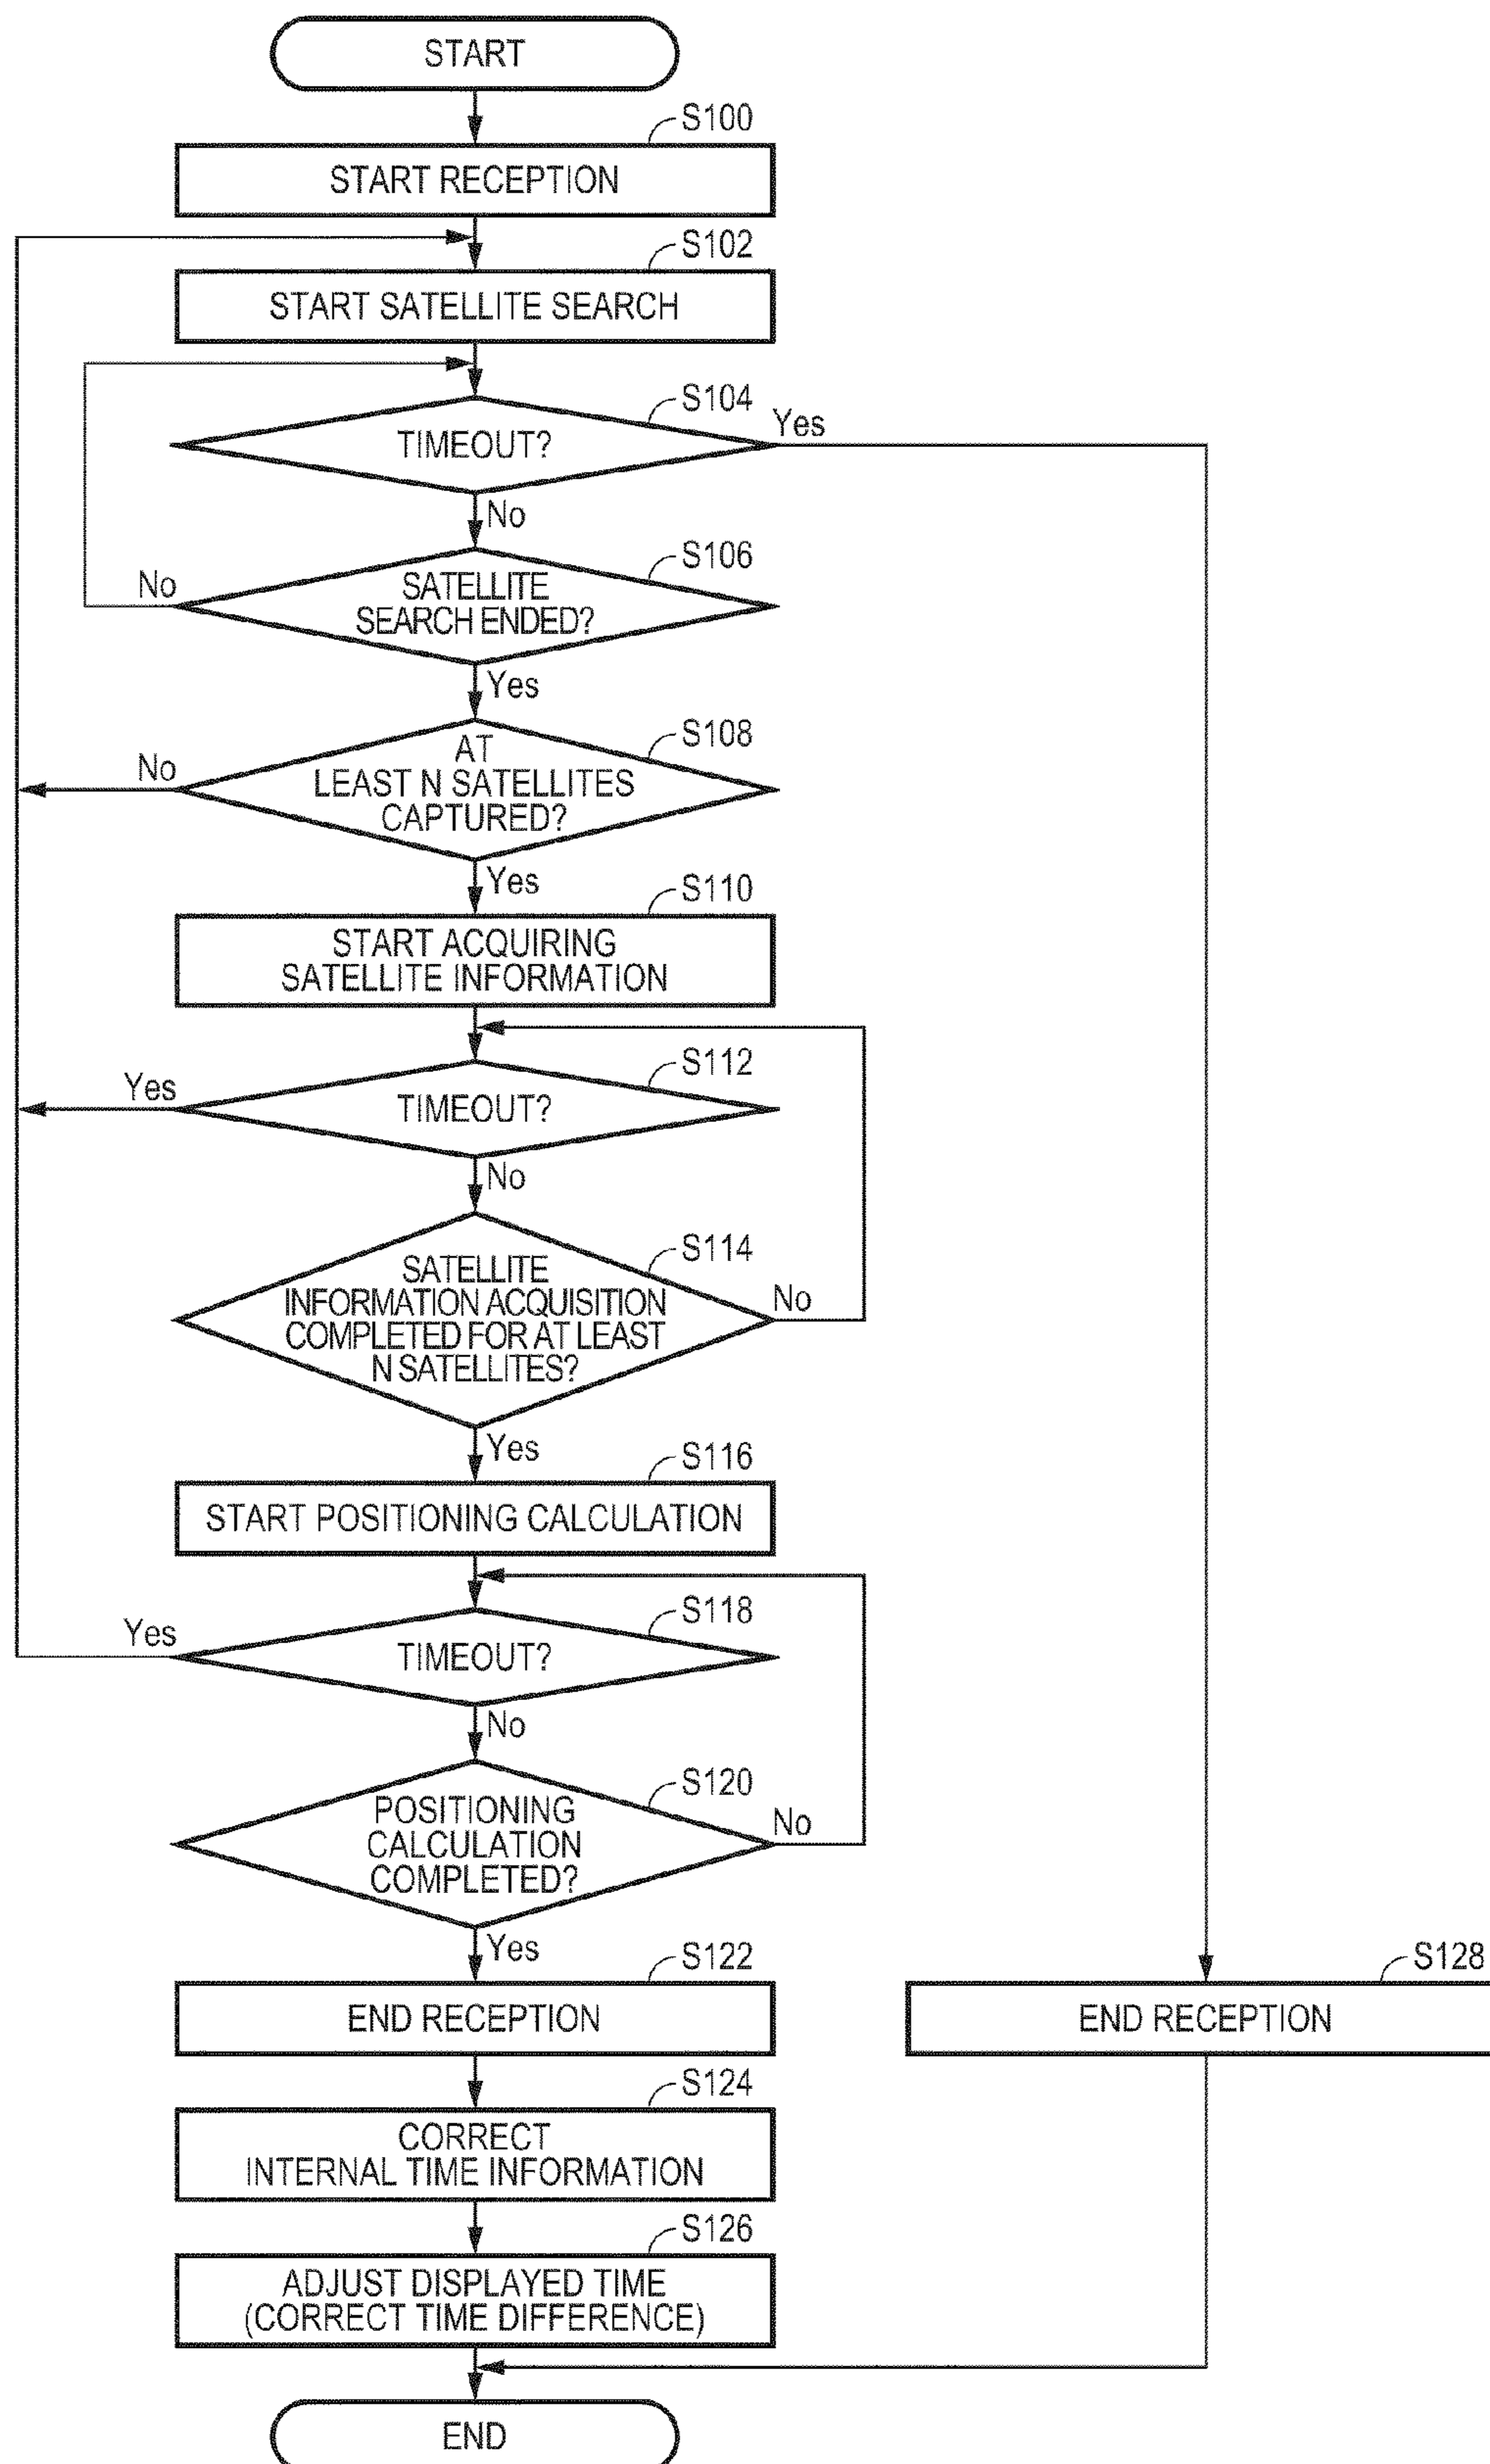 START
S100
START RECEPTION
S102
START SATELLITE SEARCH
S104
TIMEOUT?
Yes
No
S106
SATELLITE
SEARCH ENDED?
No
Yes
S108
AT
LEAST N SATELLITES
CAPTURED?
No
Yes
S110
START ACQUIRING
SATELLITE INFORMATION
S112
TIMEOUT?
Yes
No
S114
SATELLITE
INFORMATION ACQUISITION
COMPLETED FOR AT LEAST
N SATELLITES?
No
Yes
S116
START POSITIONING CALCULATION
S118
TIMEOUT?
Yes
No
S120
POSITIONING
CALCULATION
COMPLETED?
No
Yes
S122
END RECEPTION
S128
END RECEPTION
S124
CORRECT
INTERNAL TIME INFORMATION
S126
ADJUST DISPLAYED TIME
(CORRECT TIME DIFFERENCE)
END